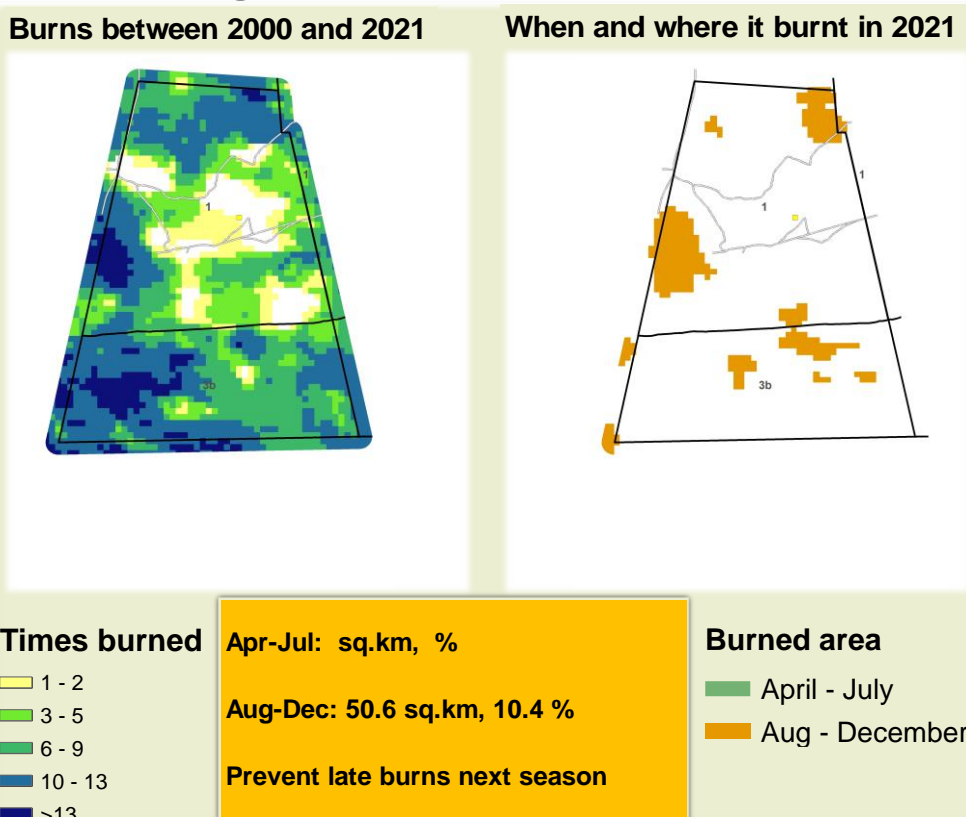 Burns between 2000 and 2021
When and where it burnt in 2021
1
1
3b
1
1
3b
Times burned
1 - 2
3 - 5
6 - 9
10 - 13
>13
Apr-Jul: sq.km, %
Aug-Dec: 50.6 sq.km, 10.4 %
Prevent late burns next season
Burned area
April - July
Aug - December